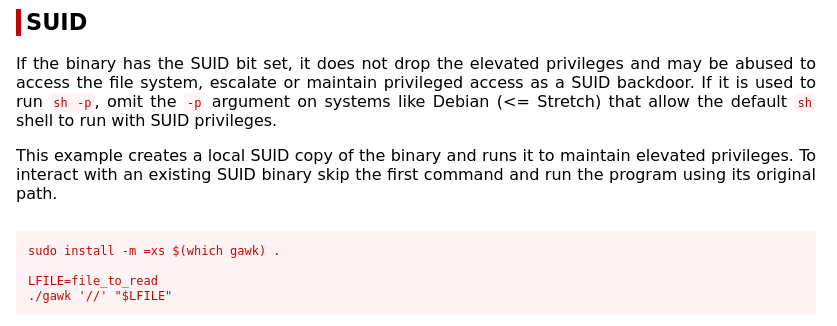 SUID
If the binary has the SUID bit set, it does not drop the elevated privileges and may be abused to
access the file system, escalate or maintain privileged access as a SUID backdoor. If it is used to
run sh -p, omit the -p argument on systems like Debian (<= Stretch) that allow the default sh
shell to run with SUID privileges.
This example creates a local SUID copy of the binary and runs it to maintain elevated privileges. To
interact with an existing SUID binary skip the first command and run the program using its original
path.
sudo install -m =xs $(which gawk) .
LFILE=file_to_read
./gawk '//' "$LFILE"